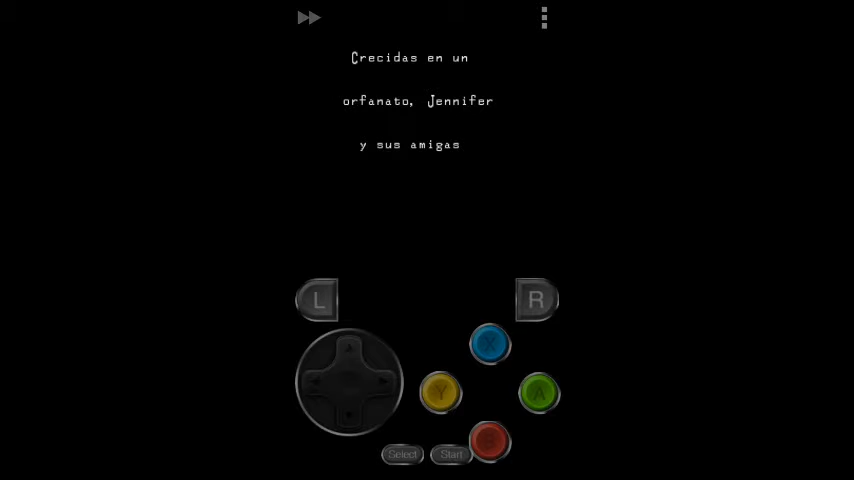 Crecidas en un
orfanato, Jennifer
y sus amigas
L
R
X
Y
A
Select
Start